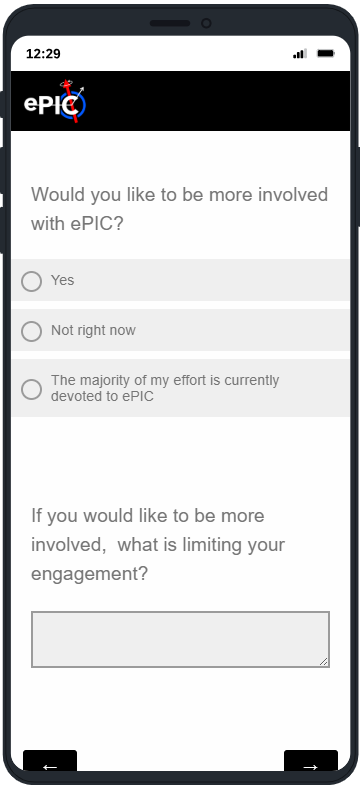 12:29
ePIC
Would you like to be more involved
with ePIC?
Yes
Not right now
The majority of my effort is currently
devoted to ePIC
If you would like to be more
involved,  what is limiting your
engagement?
←
→